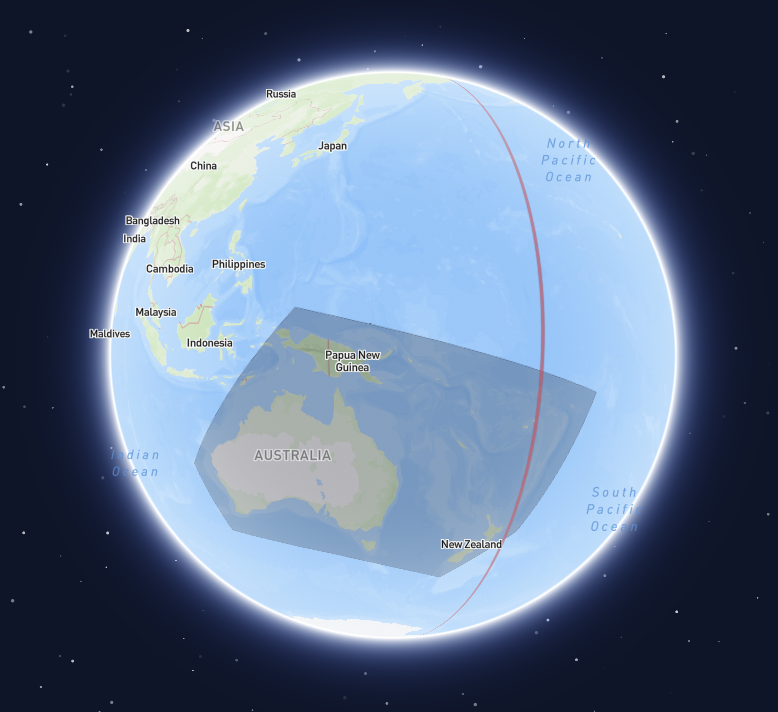 Russia
ASIA
Japan
North
Pacific
Ocean
China
Bangladesh
India
Cambodia
Philippines
Malaysia
Maldives
Indonesia
Papua New
Guinea
AUSTRALIA
Indian
Ocean
South
Pacific
Ocean
New Zealand